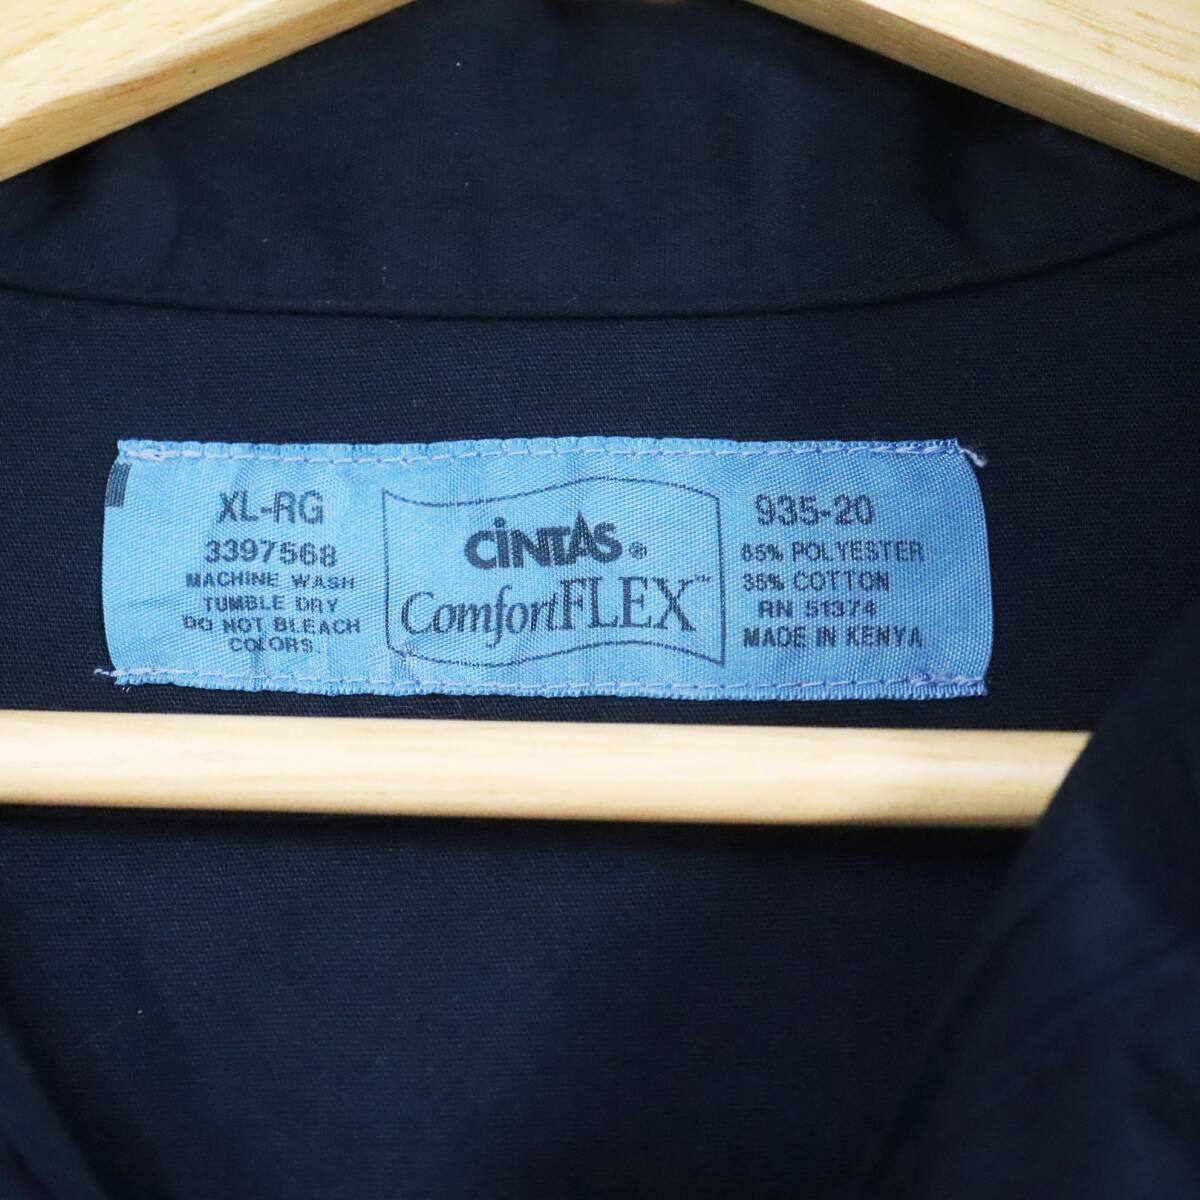 XL-RG
3397568
MACHINE WASH
TUMBLE DRY
DO NOT BLEACH
COLORS
CiNTAS®
ComfortFLEX™
935-20
65% POLYESTER
35% COTTON
RN 51374
MADE IN KENYA